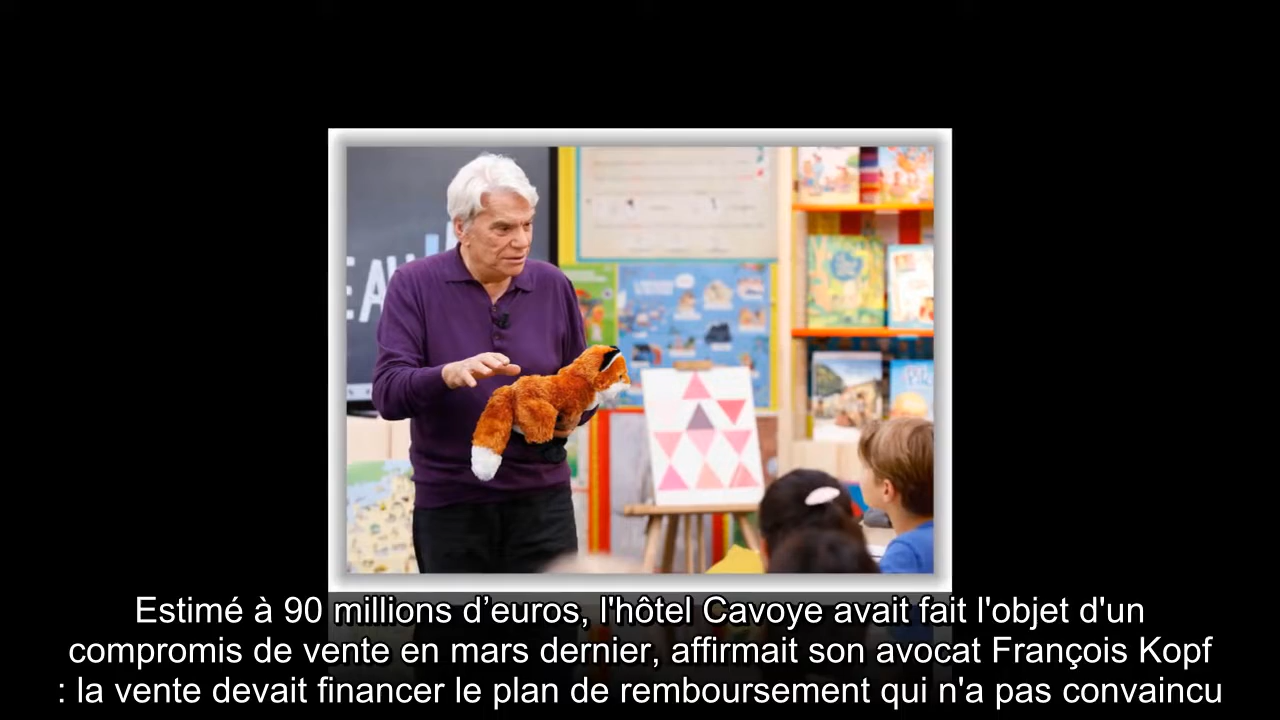 EAU
Estimé à 90 millions d’euros, l'hôtel Cavoye avait fait l'objet d'un
compromis de vente en mars dernier, affirmait son avocat François Kopf
: la vente devait financer le plan de remboursement qui n'a pas convaincu